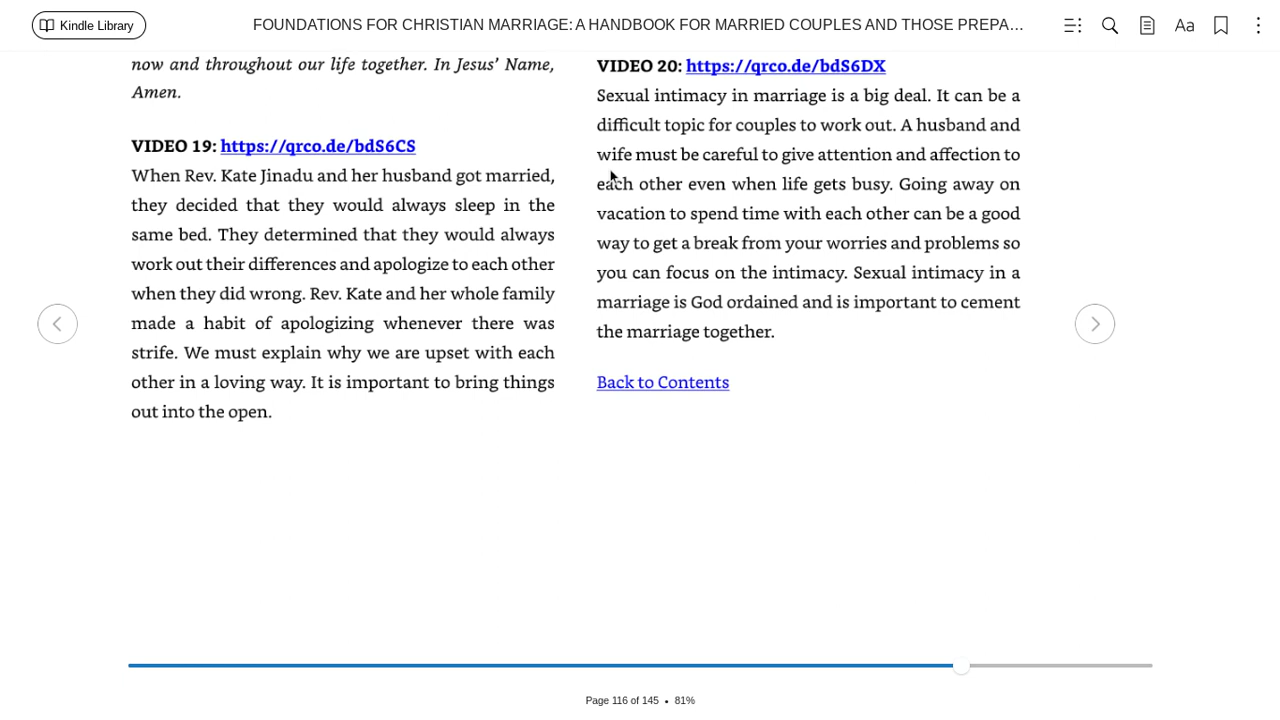 Kindle Library
FOUNDATIONS FOR CHRISTIAN MARRIAGE: A HANDBOOK FOR MARRIED COUPLES AND THOSE PREPA…
Aa
now and throughout our life together. In Jesus’ Name,
Amen.
VIDEO 19: https://qrco.de/bdS6CS
When Rev. Kate Jinadu and her husband got married,
they decided that they would always sleep in the
same bed. They determined that they would always
work out their differences and apologize to each other
when they did wrong. Rev. Kate and her whole family
made a habit of apologizing whenever there was
strife. We must explain why we are upset with each
other in a loving way. It is important to bring things
out into the open.
VIDEO 20: https://qrco.de/bdS6DX
Sexual intimacy in marriage is a big deal. It can be a
difficult topic for couples to work out. A husband and
wife must be careful to give attention and affection to
each other even when life gets busy. Going away on
vacation to spend time with each other can be a good
way to get a break from your worries and problems so
you can focus on the intimacy. Sexual intimacy in a
marriage is God ordained and is important to cement
the marriage together.
Back to Contents
Page 116 of 145 • 81%